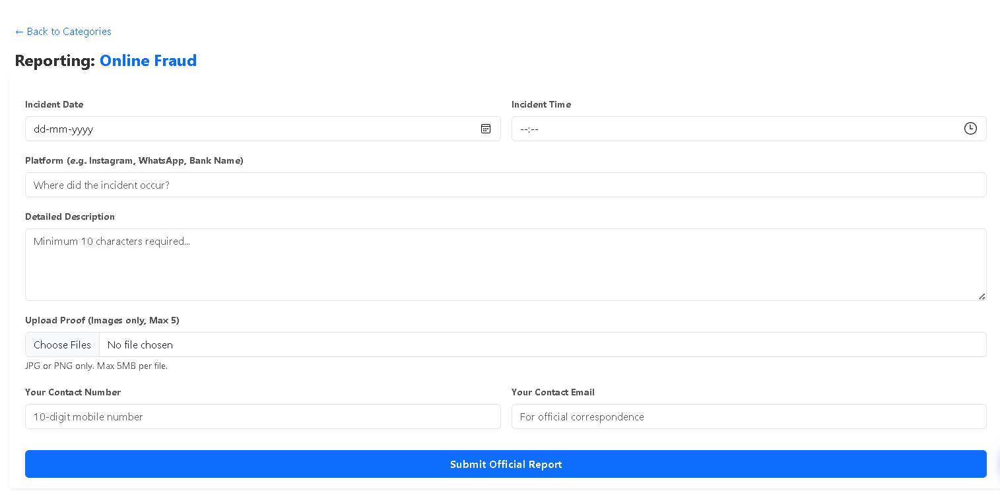 ← Back to Categories
Reporting: Online Fraud
Incident Date
Incident Time
dd-mm-yyyy
--:--
Platform (e.g. Instagram, WhatsApp, Bank Name)
Where did the incident occur?
Detailed Description
Minimum 10 characters required...
Upload Proof (Images only, Max 5)
Choose Files No file chosen
JPG or PNG only. Max 5MB per file.
Your Contact Number
Your Contact Email
10-digit mobile number
For official correspondence
Submit Official Report